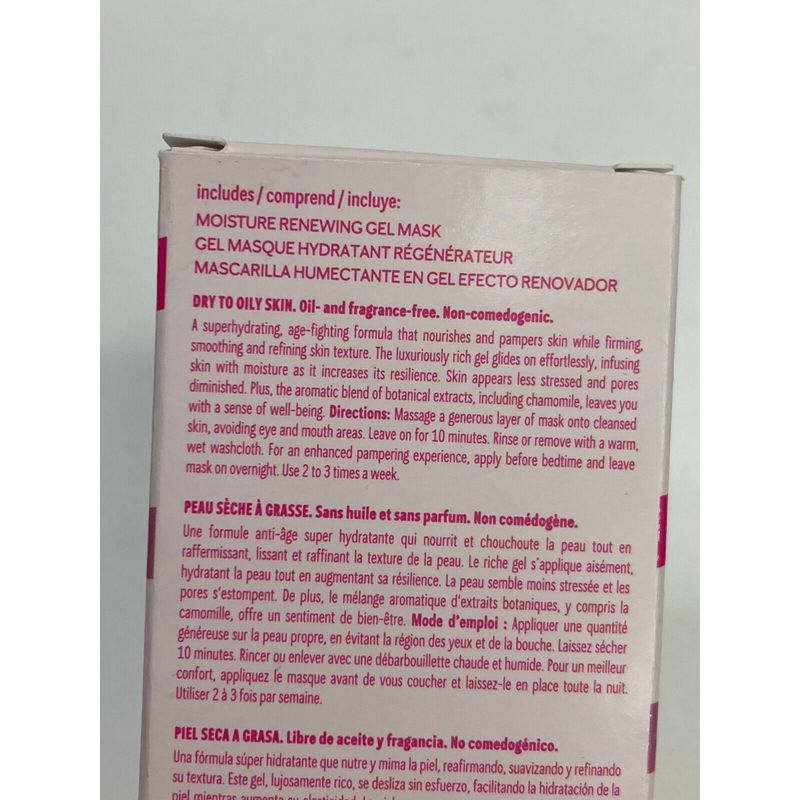 includes / comprend / incluye:
MOISTURE RENEWING GEL MASK
GEL MASQUE HYDRATANT RÉGÉNÉRATEUR
MASCARILLA HUMECTANTE EN GEL EFECTO RENOVADOR
DRY TO OILY SKIN. Oil- and fragrance-free. Non-comedogenic.
A superhydrating, age-fighting formula that nourishes and pampers skin while firming,
smoothing and refining skin texture. The luxuriously rich gel glides on effortlessly, infusing
skin with moisture as it increases its resilience. Skin appears less stressed and pores
diminished. Plus, the aromatic blend of botanical extracts, including chamomile, leaves you
with a sense of well-being. Directions: Massage a generous layer of mask onto cleansed
skin, avoiding eye and mouth areas. Leave on for 10 minutes. Rinse or remove with a warm,
wet washcloth. For an enhanced pampering experience, apply before bedtime and leave
mask on overnight. Use 2 to 3 times a week.
PEAU SÈCHE À GRASSE. Sans huile et sans parfum. Non comédogène.
Une formule anti-âge super hydratante qui nourrit et chouchoute la peau tout en
raffermissant, lissant et raffinant la texture de la peau. Le riche gel s'applique aisément,
hydratant la peau tout en augmentant sa résilience. La peau semble moins stressée et les
pores s'estompent. De plus, le mélange aromatique d'extraits botaniques, y compris la
camomille, offre un sentiment de bien-être. Mode d'emploi : Appliquer une quantité
généreuse sur la peau propre, en évitant la région des yeux et de la bouche. Laissez sécher
10 minutes. Rincer ou enlever avec une débarbouillette chaude et humide. Pour un meilleur
confort, appliquez le masque avant de vous coucher et laissez-le en place toute la nuit.
Utiliser 2 à 3 fois par semaine.
PIEL SECA A GRASA. Libre de aceite y fragancia. No comedogénico.
Una fórmula súper hidratante que nutre y mima la piel, reafirmando, suavizando y refinando
su textura. Este gel, lujosamente rico, se desliza sin esfuerzo, facilitando la hidratación de la
piel mientras aumenta su